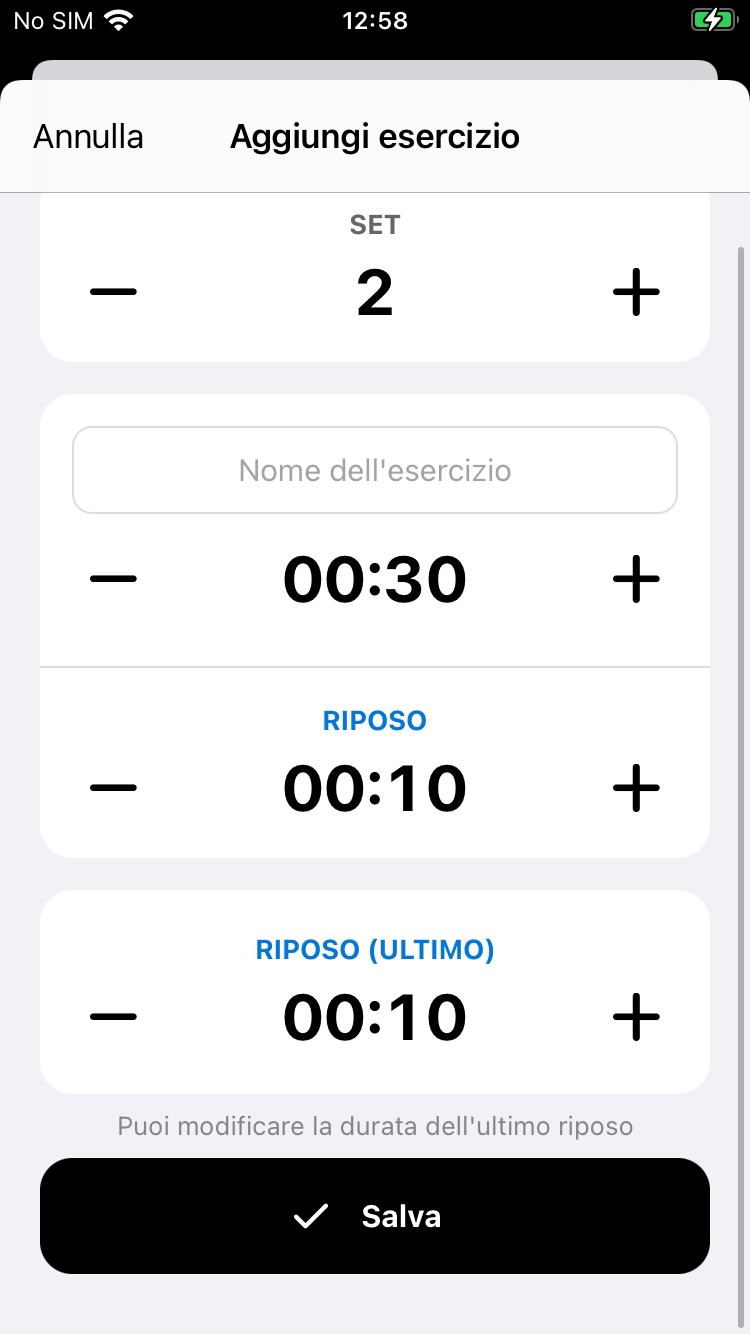 No SIM 12:58
Annulla Aggiungi esercizio
SET
2
Nome dell'esercizio
00:30
RIPOSO
00:10
RIPOSO (ULTIMO)
00:10
Puoi modificare la durata dell'ultimo riposo
Salva